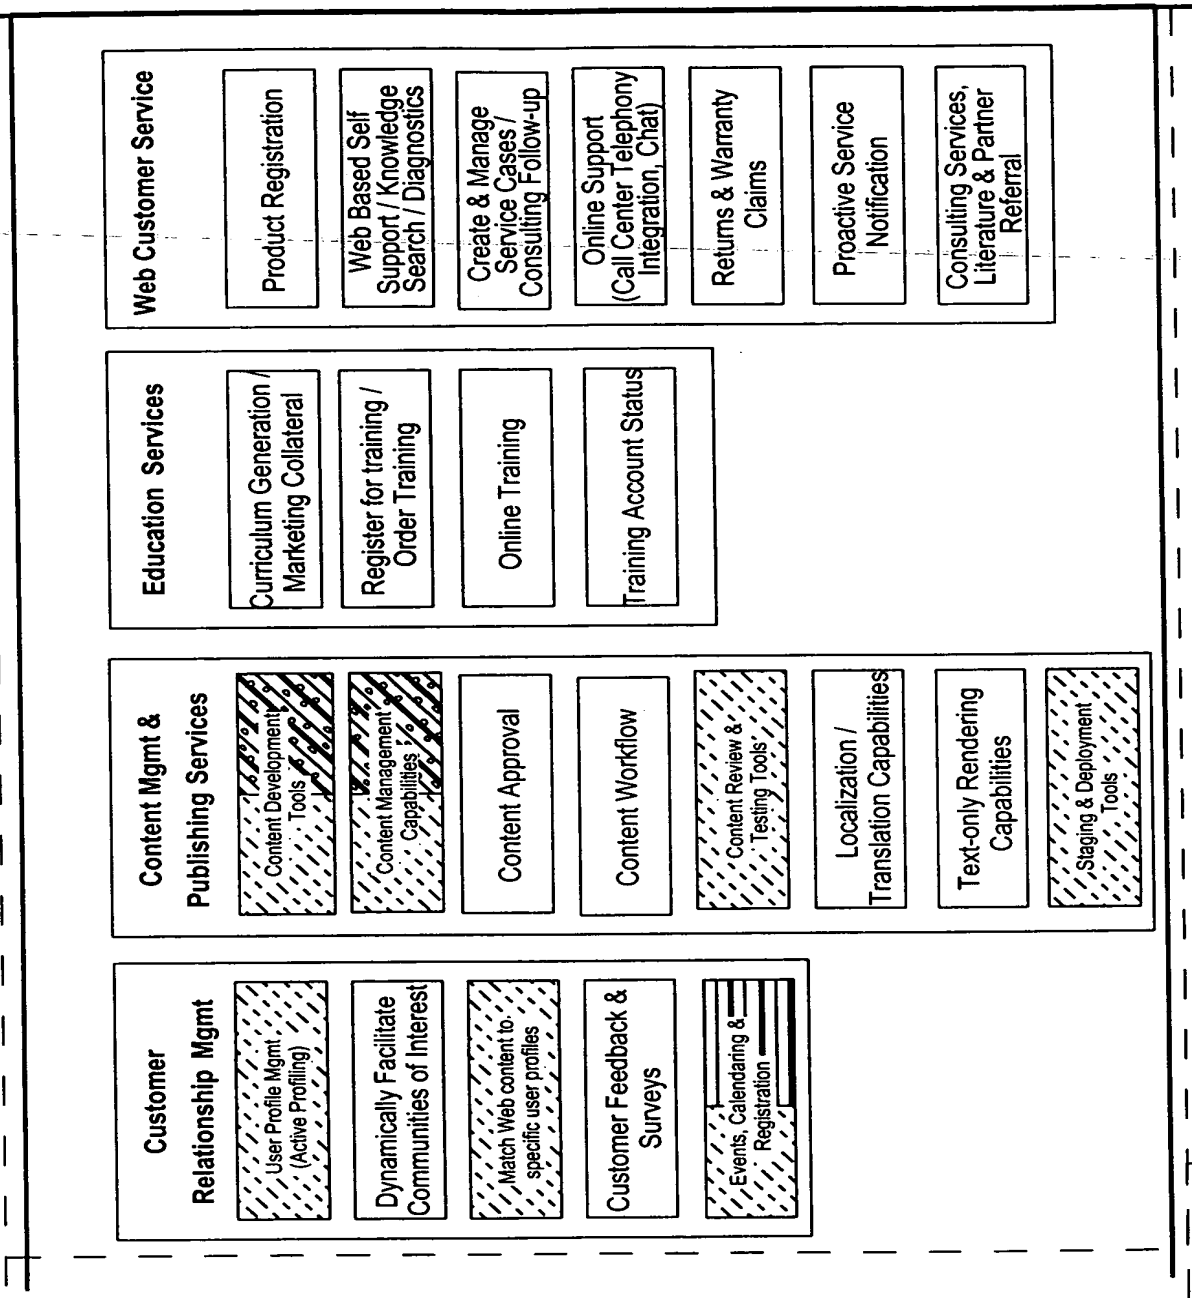 Customer
Relationship Mgmt
User Profile Mgmt
(Active Profiling)
Dynamically Facilitate
Communities of Interest
Match Web content to
specific user profiles
Customer Feedback &
Surveys
Events, Calendaring &
Registration
Content Mgmt &
Publishing Services
Content Development
Tools
Content Management
Capabilities
Content Approval
Content Workflow
Content Review &
Testing Tools
Localization /
Translation Capabilities
Text-only Rendering
Capabilities
Staging & Deployment
Tools
Education Services
Curriculum Generation /
Marketing Collateral
Register for training /
Order Training
Online Training
Training Account Status
Web Customer Service
Product Registration
Web Based Self
Support / Knowledge
Search / Diagnostics
Create & Manage
Service Cases /
Consulting Follow-up
Online Support
(Call Center Telephony
Integration, Chat)
Returns & Warranty
Claims
Proactive Service
Notification
Consulting Services,
Literature & Partner
Referral